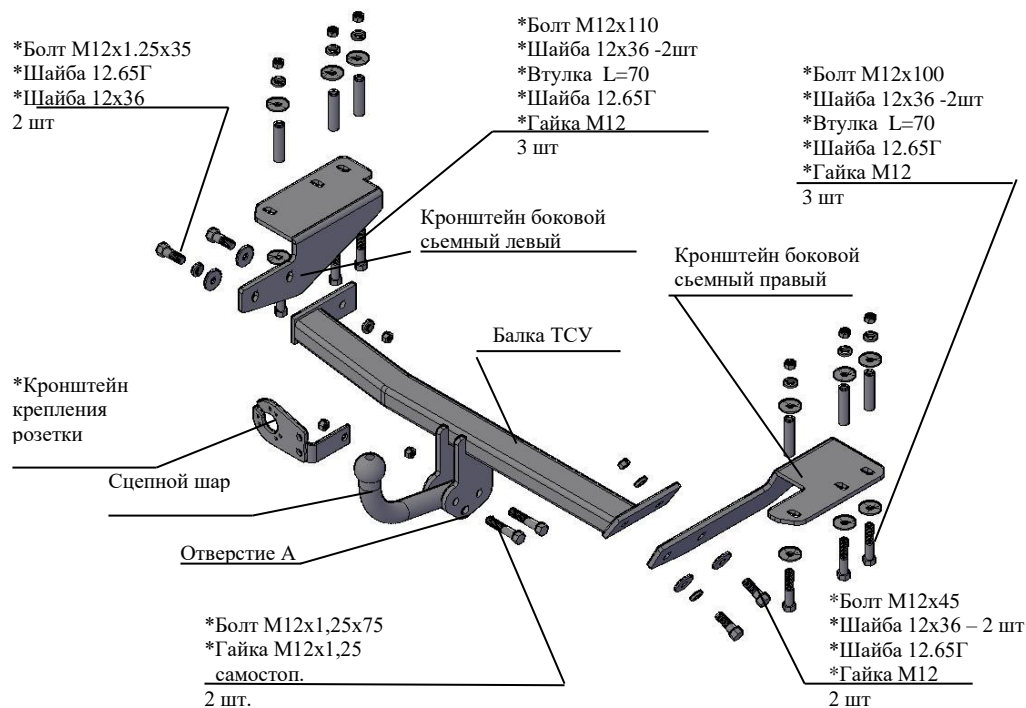 *Болт М12х1.25х35
*Шайба 12.65Г
*Шайба 12х36
2 шт
*Болт М12х110
*Шайба 12х36 -2шт
*Втулка L=70
*Шайба 12.65Г
*Гайка М12
3 шт
*Болт М12х100
*Шайба 12х36 -2шт
*Втулка L=70
*Шайба 12.65Г
*Гайка М12
3 шт
Кронштейн боковой
сьемный левый
Кронштейн боковой
сьемный правый
Балка ТСУ
*Кронштейн
крепления
розетки
Сцепной шар
Отверстие А
*Болт М12х1,25х75
*Гайка М12х1,25
самостоп.
2 шт.
*Болт М12х45
*Шайба 12х36 – 2 шт
*Шайба 12.65Г
*Гайка М12
2 шт